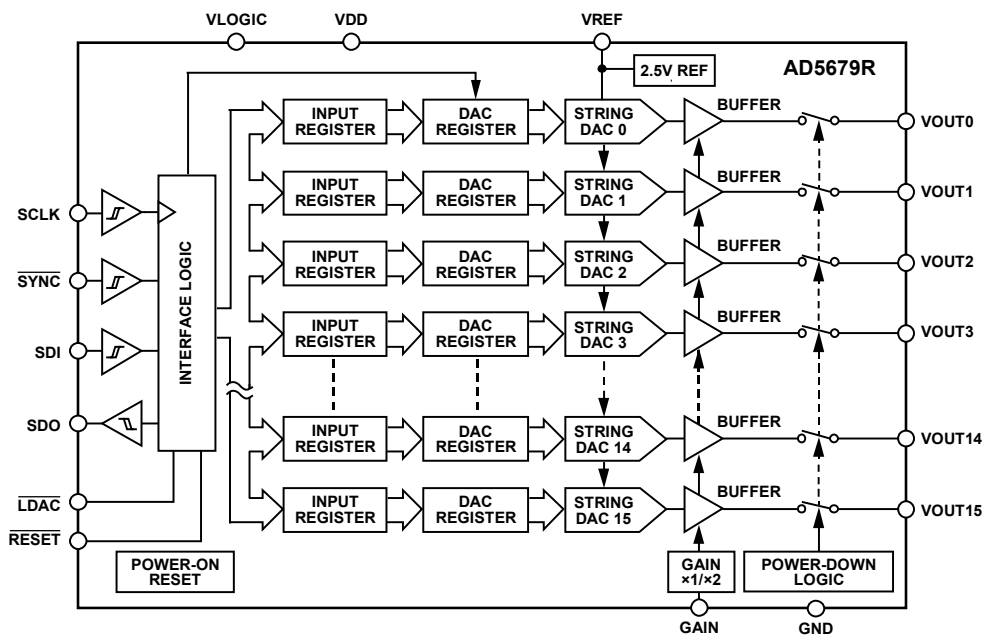 VLOGIC
VDD
VREF
2.5V REF
AD5679R
INPUT
REGISTER
DAC
REGISTER
STRING
DAC 0
BUFFER
VOUT0
INPUT
REGISTER
DAC
REGISTER
STRING
DAC 1
BUFFER
VOUT1
SCLK
INPUT
REGISTER
DAC
REGISTER
STRING
DAC 2
BUFFER
VOUT2
SYNC
INTERFACE LOGIC
INPUT
REGISTER
DAC
REGISTER
STRING
DAC 3
BUFFER
VOUT3
SDI
SDO
INPUT
REGISTER
DAC
REGISTER
STRING
DAC 14
BUFFER
VOUT14
LDAC
INPUT
REGISTER
DAC
REGISTER
STRING
DAC 15
BUFFER
VOUT15
RESET
POWER-ON
RESET
GAIN
×1/×2
POWER-DOWN
LOGIC
GAIN
GND